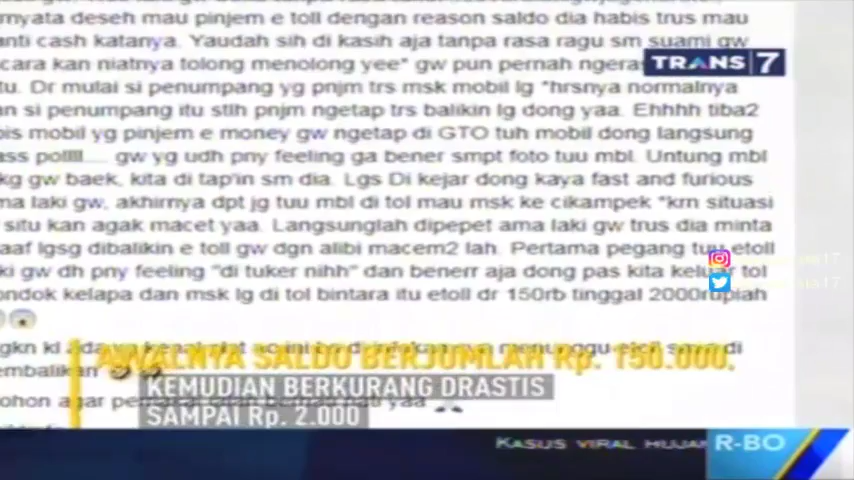 ernyata deseh mau pinjem e toll dengan reason saldo dia habis trus mau
anti cash katanya. Yaudah sih di kasih aja tanpa rasa ragu sm suami gw
cara kan niatnya tolong menolong yee" gw pun pernah
TRANS 7
tu. Dr mulai si penumpang yg pnjm trs msk mobil lg "hrsnya normalnya
an si penumpang itu stlh pnjm ngetap trs balikin lg dong yaa. Ehhhh tiba2
bis mobil yg pinjem e money gw ngetap di GTO tuh mobil dong langsung
ass pollll..... gw yg udh pny feeling ga bener smpt foto tuu mbl. Untung mbl
kg gw baek, kita di tap'in sm dia. Lgs Di kejar dong kaya fast and furious
ma laki gw, akhirnya dpt jg tuu mbl di tol mau msk ke cikampek "krn situasi
situ kan agak macet yaa. Langsunglah dipepet ama laki gw trus dia minta
aaf lgsg dibalikin e toll gw dgn alibi macem2 lah. Pertama pegang tuu etoll
ki gw dh pny feeling "di tuker nihh" dan benerr aja dong pas kita keluar tol
ondok kelapa dan msk lg di tol bintara itu etoll dr 150rb tinggal 2000rupiah
AWALNYA SALDO BERJUMLAH Rp. 150.000,
embalikan
KEMUDIAN BERKURANG DRASTIS
SAMPAI Rp. 2.000
KASUS VIRAL HUJAN
R-BO